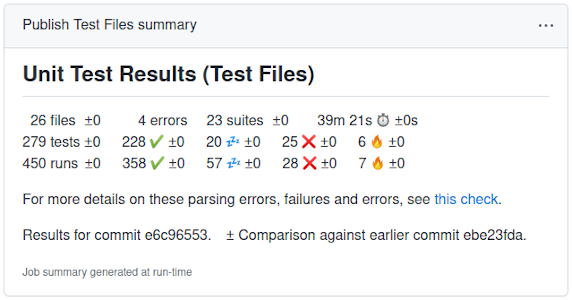 Publish Test Files summary
Unit Test Results (Test Files)
26 files ±0 4 errors 23 suites ±0 39m 21s ⏱️ ±0s
279 tests ±0 228 ✔️ ±0 20 💤 ±0 25 ❌ ±0 6 🔥 ±0
450 runs ±0 358 ✔️ ±0 57 💤 ±0 28 ❌ ±0 7 🔥 ±0
For more details on these parsing errors, failures and errors, see this check.
Results for commit e6c96553. ± Comparison against earlier commit ebe23fda.
Job summary generated at run-time